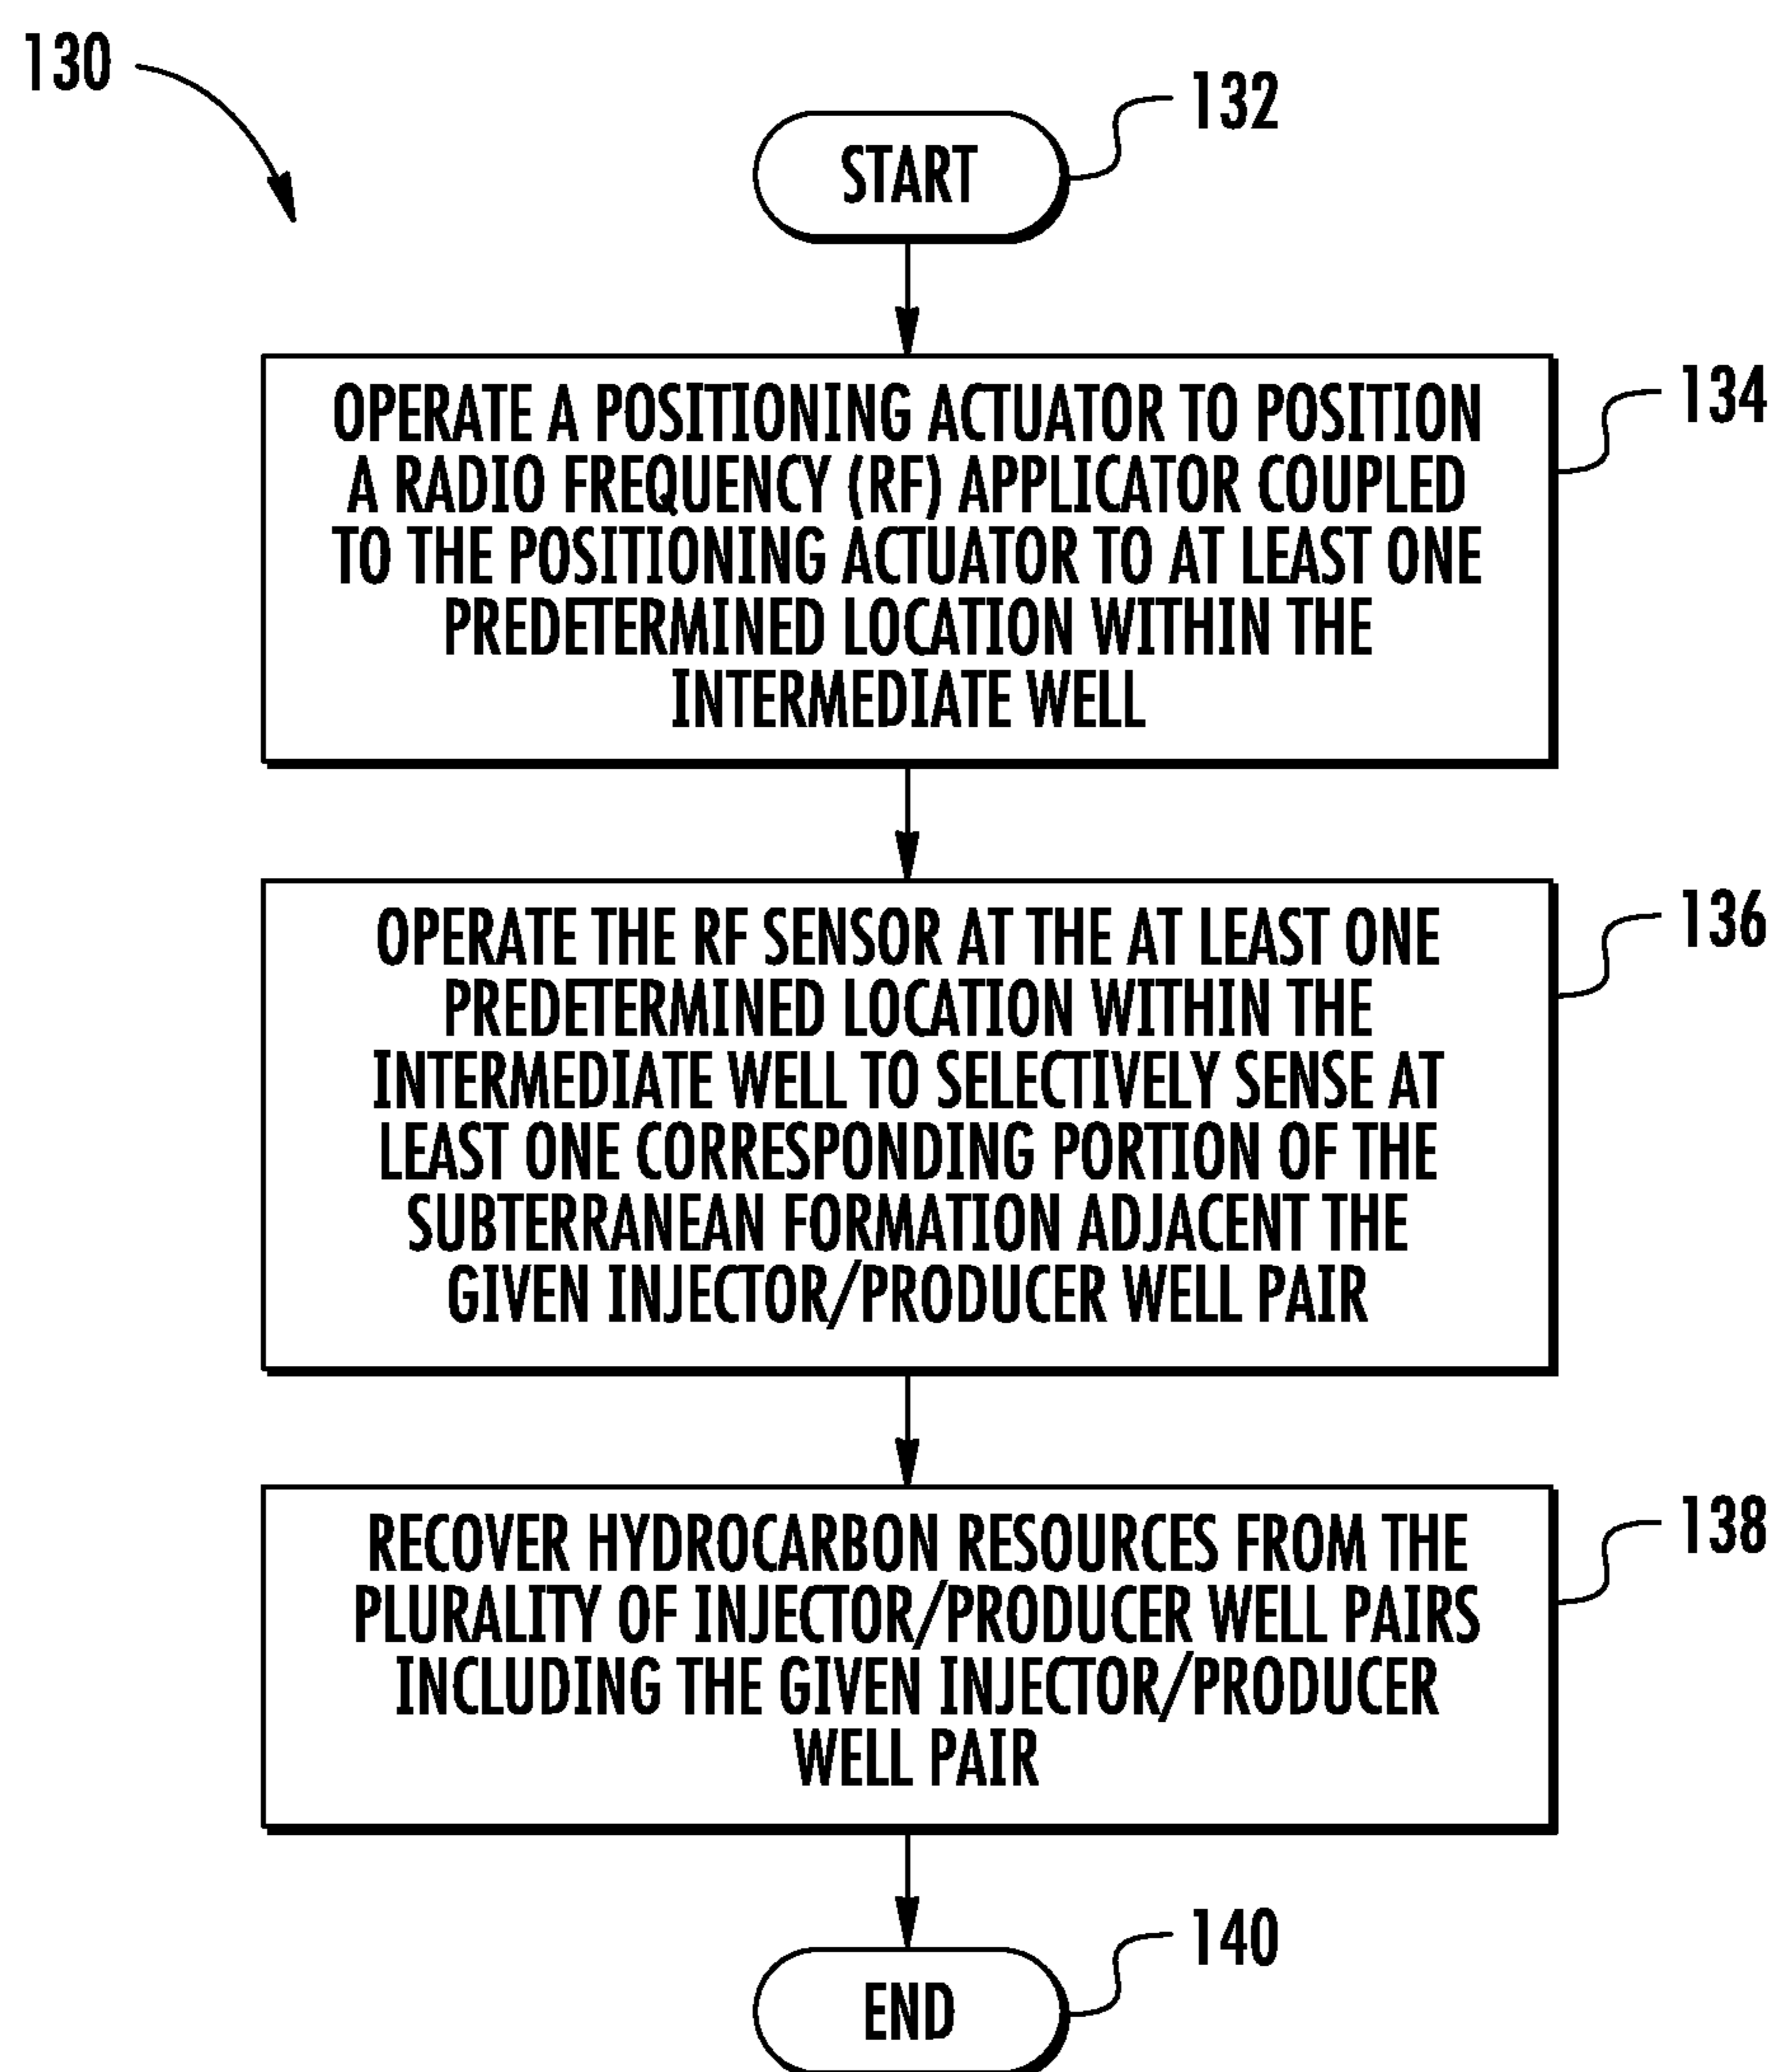 130
132
START
134
OPERATE A POSITIONING ACTUATOR TO POSITION
A RADIO FREQUENCY (RF) APPLICATOR COUPLED
TO THE POSITIONING ACTUATOR TO AT LEAST ONE
PREDETERMINED LOCATION WITHIN THE
INTERMEDIATE WELL
136
OPERATE THE RF SENSOR AT THE AT LEAST ONE
PREDETERMINED LOCATION WITHIN THE
INTERMEDIATE WELL TO SELECTIVELY SENSE AT
LEAST ONE CORRESPONDING PORTION OF THE
SUBTERRANEAN FORMATION ADJACENT THE
GIVEN INJECTOR/PRODUCER WELL PAIR
138
RECOVER HYDROCARBON RESOURCES FROM THE
PLURALITY OF INJECTOR/PRODUCER WELL PAIRS
INCLUDING THE GIVEN INJECTOR/PRODUCER
WELL PAIR
140
END